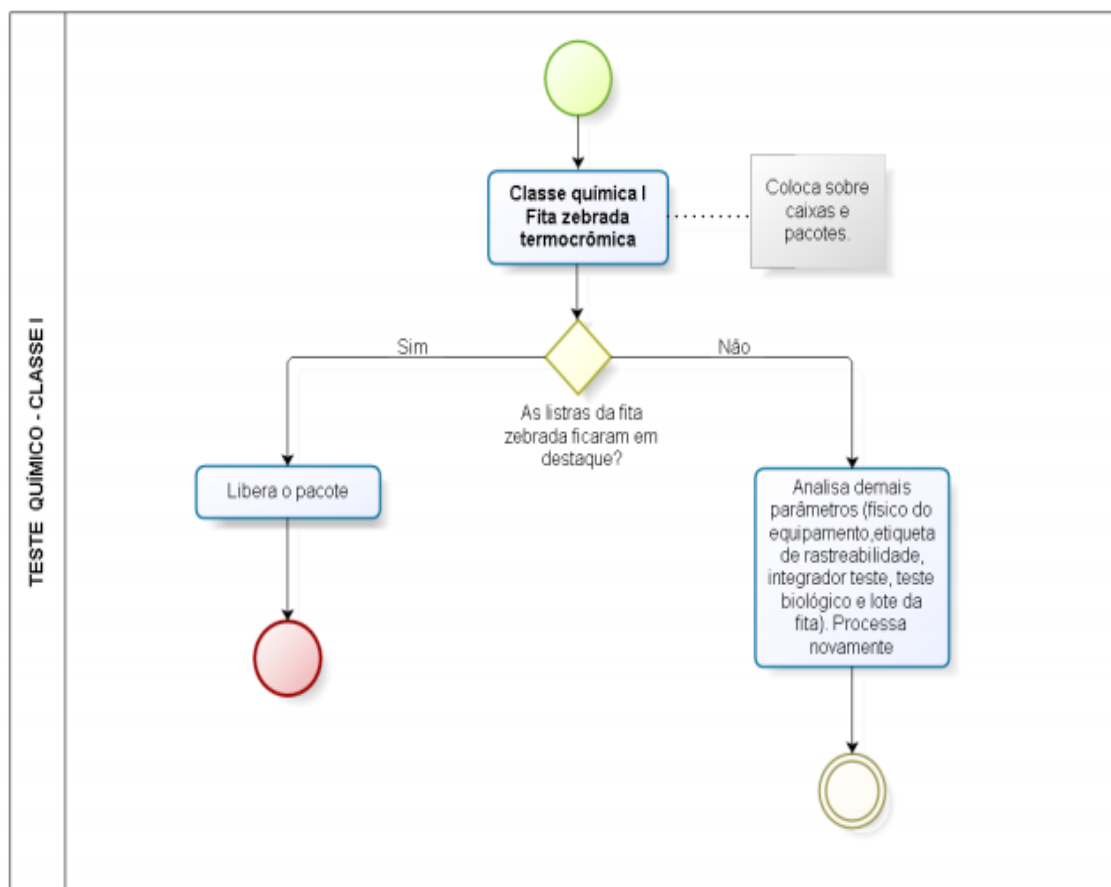 TESTE QUÍMICO - CLASSE I
Classe química I
Fita zebrada
termocrômica
Coloca sobre
caixas e
pacotes.
Sim
Não
As listras da fita
zebrada ficaram em
destaque?
Libera o pacote
Analisa demais
parâmetros (físico do
equipamento,etiqueta
de rastreabilidade,
integrador teste, teste
biológico e lote da
fita). Processa
novamente